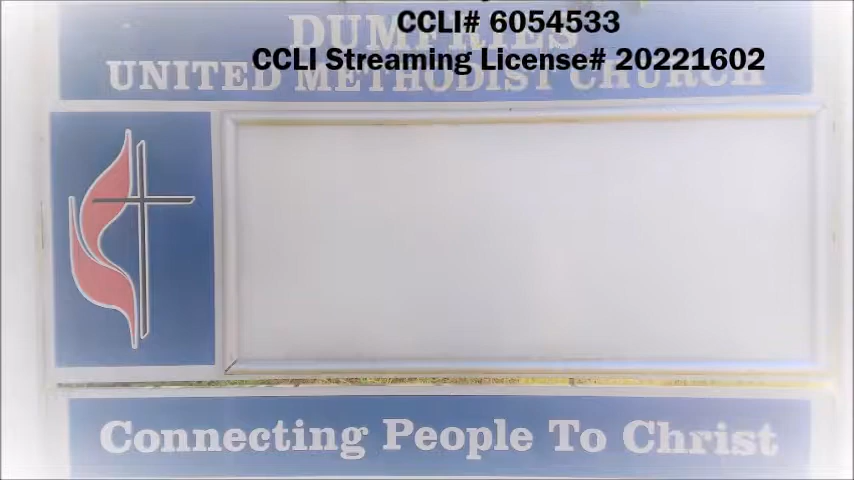 CCLI# 6054533
DUMFRIES
CCLI Streaming License# 20221602
UNITED METHODIST CHURCH
Connecting People To Christ